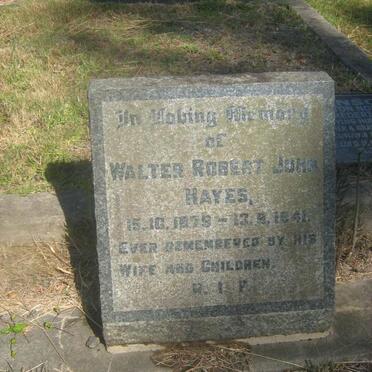 In Loving Memory
of
WALTER ROBERT JOHN
HAYES,
15.10.1879 – 13.9.1941.
EVER REMEMBERED BY HIS
WIFE AND CHILDREN.
R. I. P.